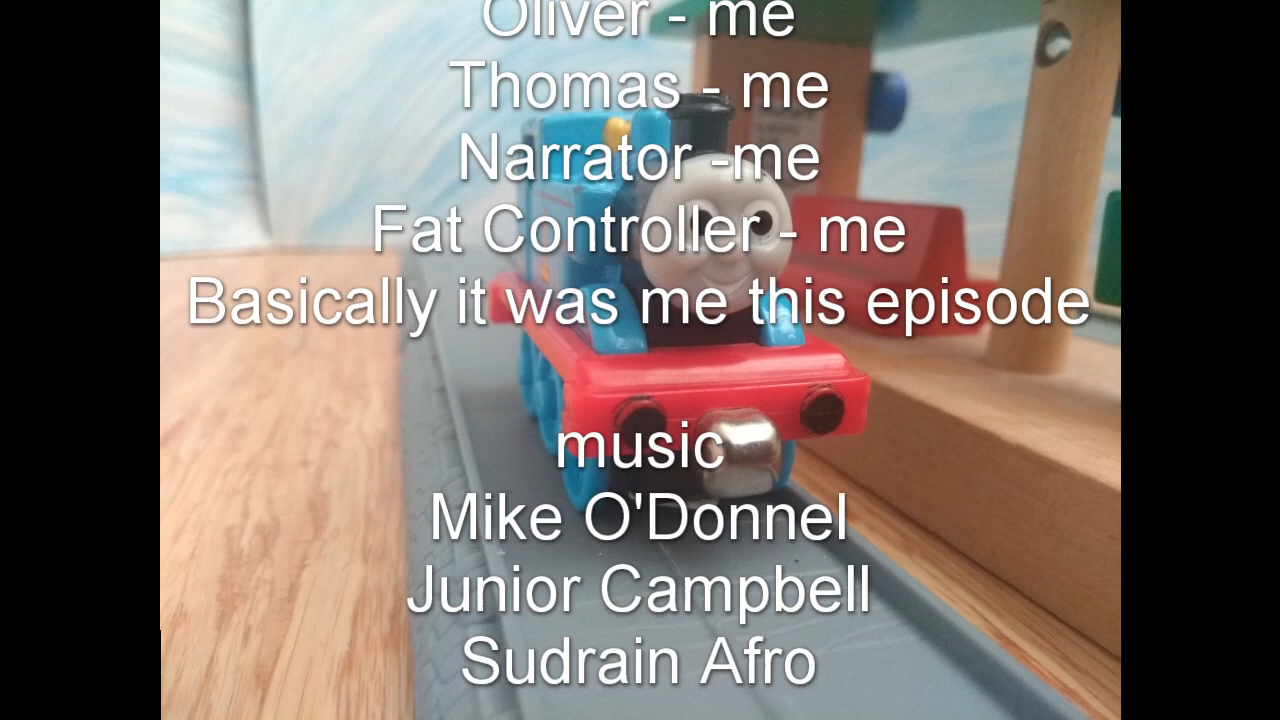 Oliver - me
Thomas - me
Narrator -me
Fat Controller - me
Basically it was me this episode
music
Mike O'Donnel
Junior Campbell
Sudrain Afro